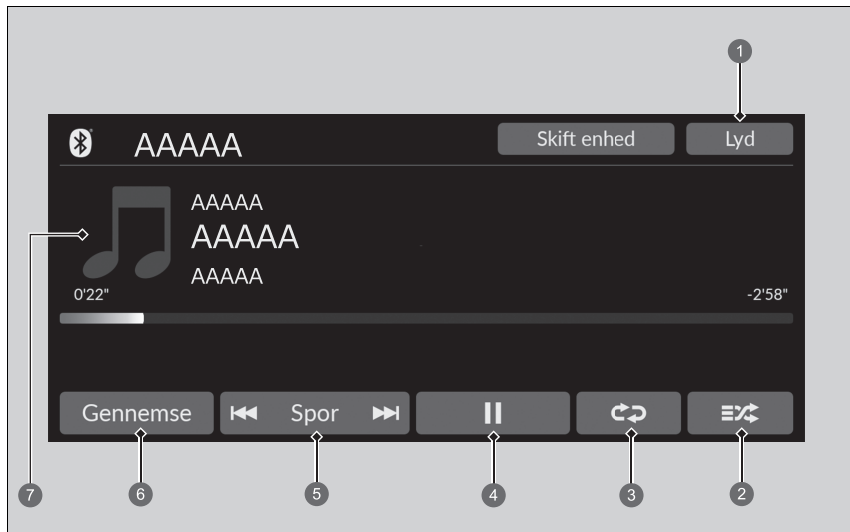 1
AAAAA
Skift enhed
Lyd
AAAAA
AAAAA
7
AAAAA
0'22"
-2'58"
Gennemse
Spor
6
5
4
3
2